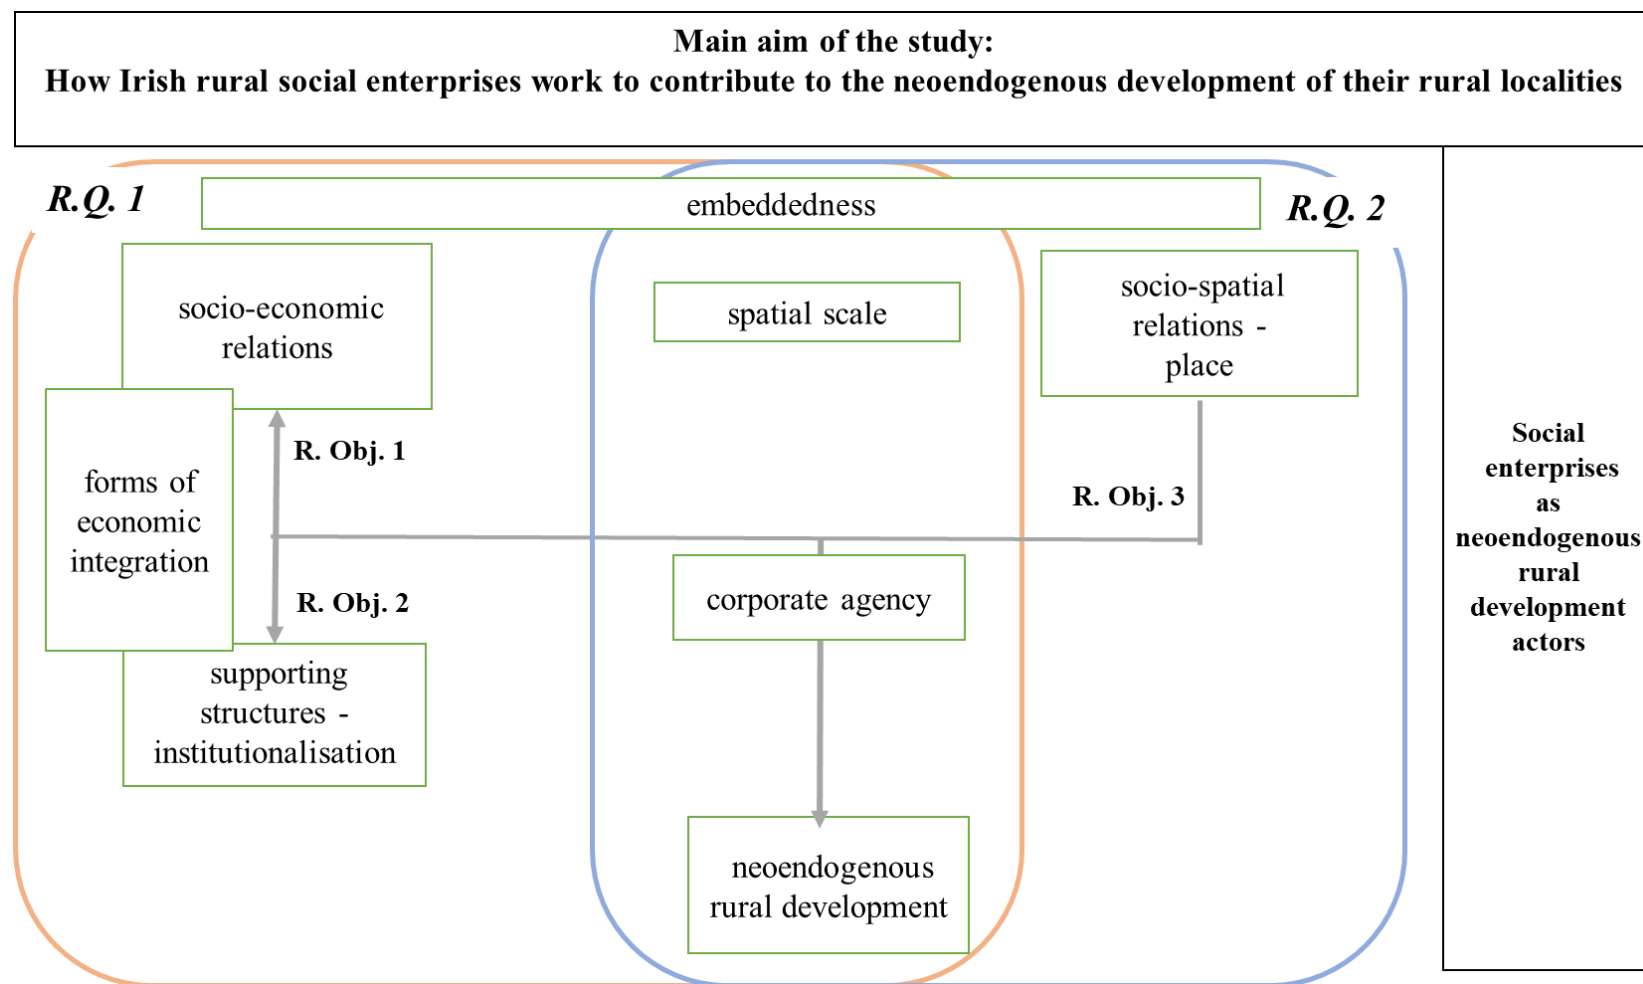 Main aim of the study:
How Irish rural social enterprises work to contribute to the neoendogenous development of their rural localities
R.Q. 1
embeddedness
R.Q. 2
socio-economic
relations
spatial scale
socio-spatial
relations -
place
forms of
economic
integration
R. Obj. 1
R. Obj. 3
R. Obj. 2
corporate agency
supporting
structures -
institutionalisation
neoendogenous
rural development
Social
enterprises
as
neoendogenous
rural
development
actors